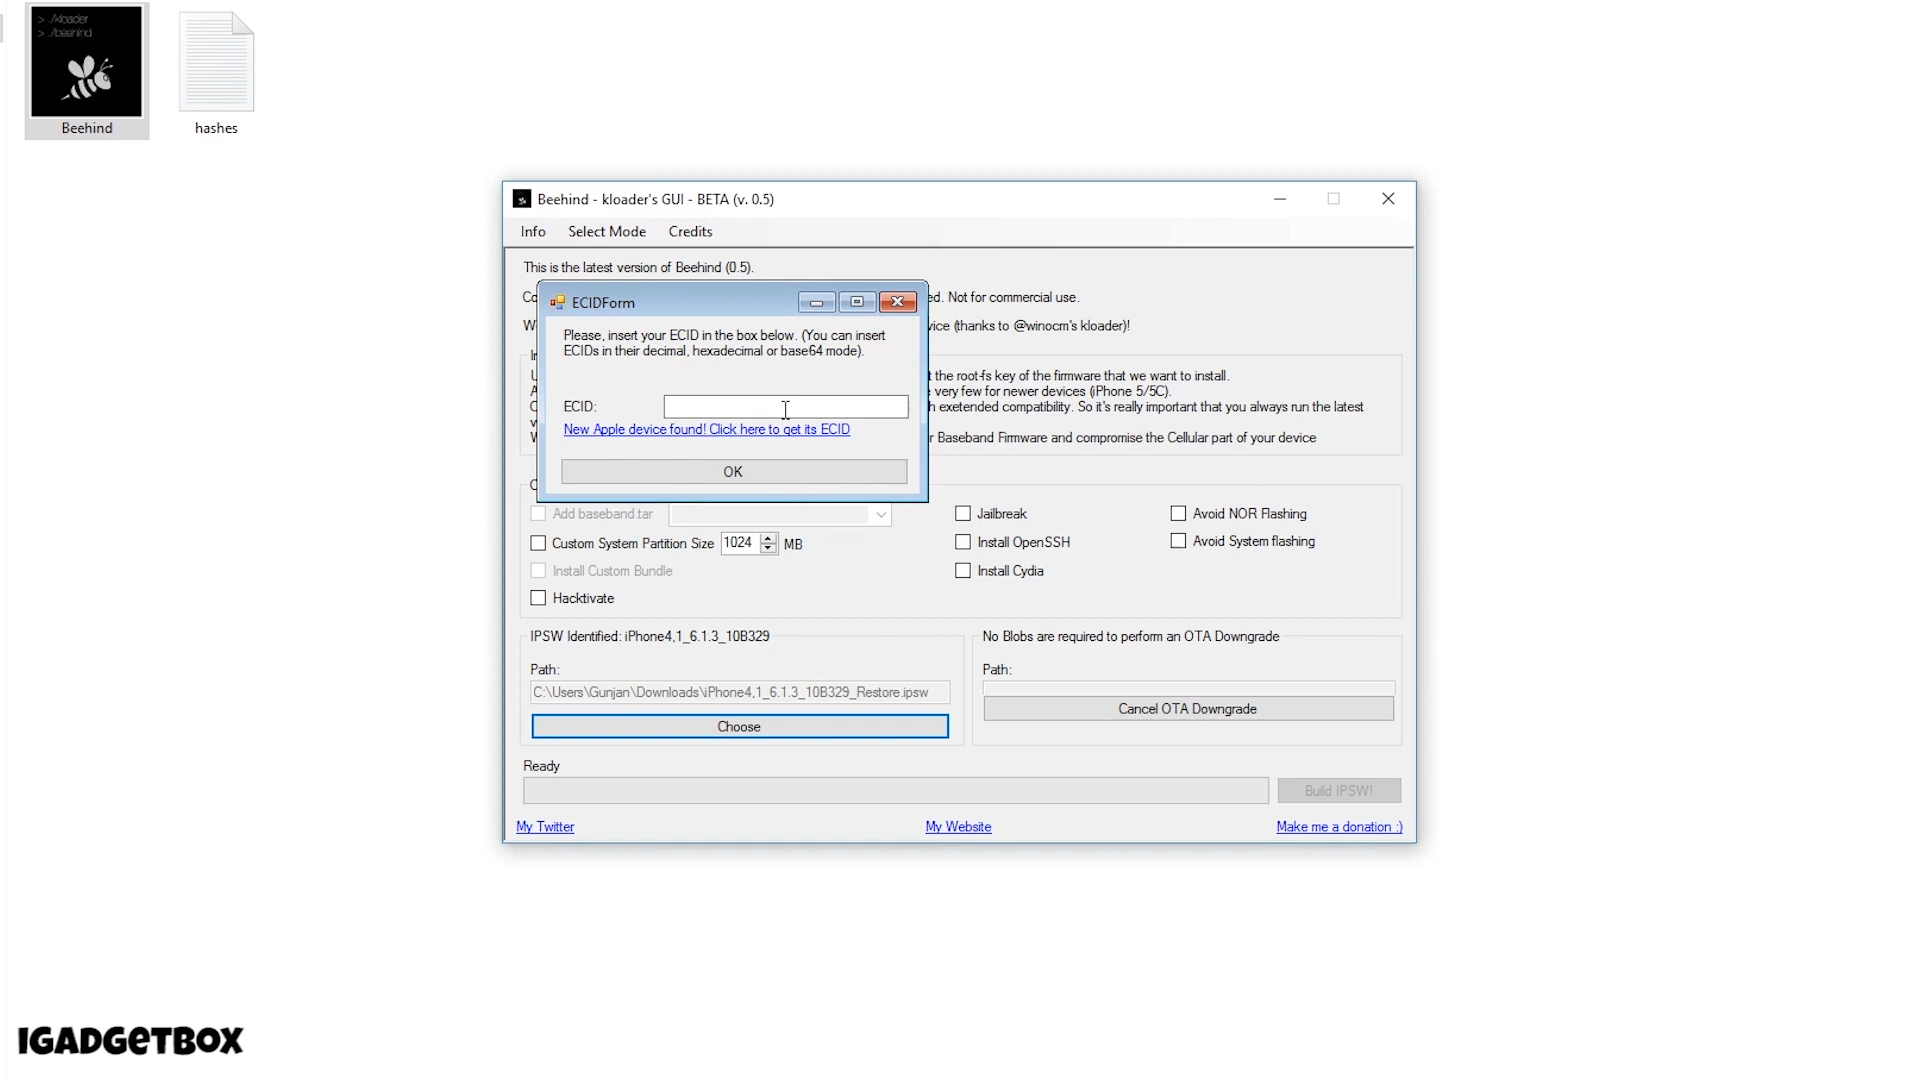 > ./kloader
> ./beehind
Beehind
hashes
Beehind - kloader's GUI - BETA (v. 0.5)
Info Select Mode Credits
This is the latest version of Beehind (0.5).
ed. Not for commercial use.
vice (thanks to @winocm's kloader)!
ECIDForm
Please, insert your ECID in the box below. (You can insert
ECIDs in their decimal, hexadecimal or base64 mode).
ECID:
New Apple device found! Click here to get its ECID
OK
t the root-fs key of the firmware that we want to install.
very few for newer devices (iPhone 5/5C).
h exetended compatibility. So it's really important that you always run the latest
r Baseband Firmware and compromise the Cellular part of your device
Add baseband.tar
Custom System Partition Size 1024 MB
Install Custom Bundle
Hacktivate
Jailbreak
Install OpenSSH
Install Cydia
Avoid NOR Flashing
Avoid System flashing
IPSW Identified: iPhone4,1_6.1.3_10B329
Path:
C:\Users\Gunjan\Downloads\iPhone4,1_6.1.3_10B329_Restore.ipsw
Choose
No Blobs are required to perform an OTA Downgrade
Path:
Cancel OTA Downgrade
Ready
Build IPSW!
My Twitter My Website Make me a donation :)
IGADGETBOX